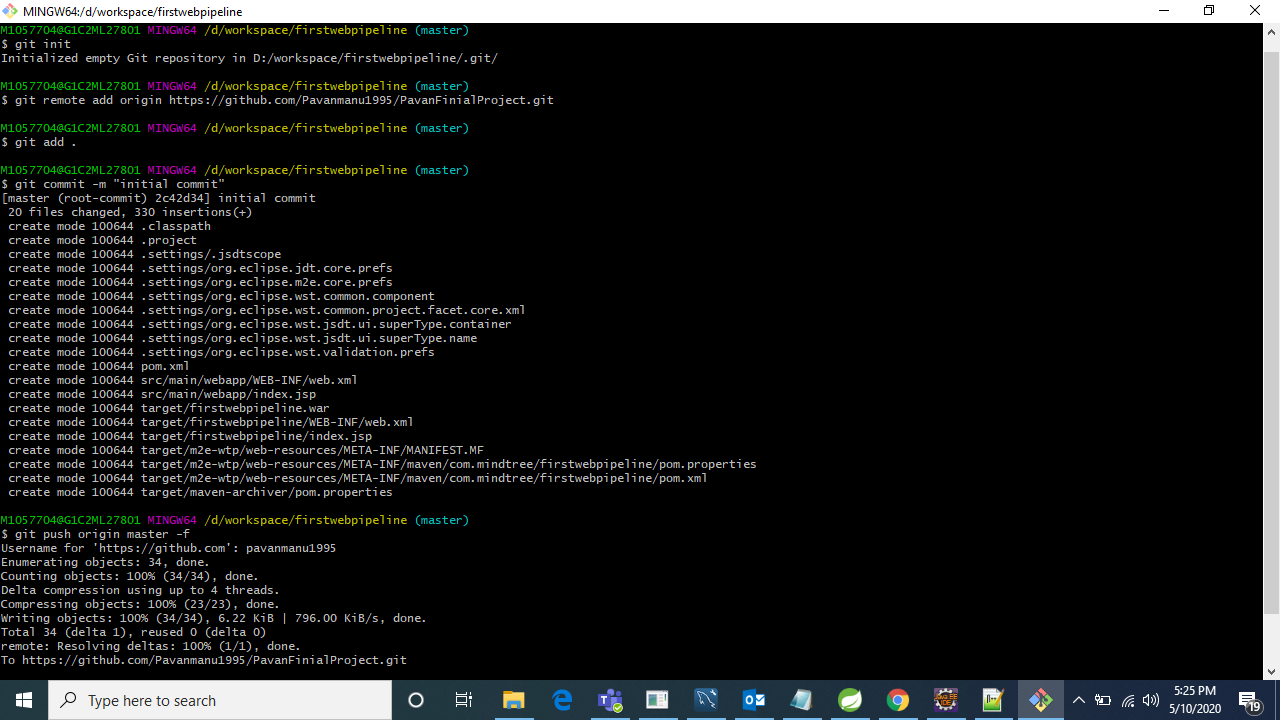 MINGW64:/d/workspace/firstwebpipeline
M1057704@G1C2ML27801 MINGW64 /d/workspace/firstwebpipeline (master)
$ git init
Initialized empty Git repository in D:/workspace/firstwebpipeline/.git/
M1057704@G1C2ML27801 MINGW64 /d/workspace/firstwebpipeline (master)
$ git remote add origin https://github.com/Pavanmanu1995/PavanFinialProject.git
M1057704@G1C2ML27801 MINGW64 /d/workspace/firstwebpipeline (master)
$ git add .
M1057704@G1C2ML27801 MINGW64 /d/workspace/firstwebpipeline (master)
$ git commit -m "initial commit"
[master (root-commit) 2c42d34] initial commit
 20 files changed, 330 insertions(+)
 create mode 100644 .classpath
 create mode 100644 .project
 create mode 100644 .settings/.jsdtscope
 create mode 100644 .settings/org.eclipse.jdt.core.prefs
 create mode 100644 .settings/org.eclipse.m2e.core.prefs
 create mode 100644 .settings/org.eclipse.wst.common.component
 create mode 100644 .settings/org.eclipse.wst.common.project.facet.core.xml
 create mode 100644 .settings/org.eclipse.wst.jsdt.ui.superType.container
 create mode 100644 .settings/org.eclipse.wst.jsdt.ui.superType.name
 create mode 100644 .settings/org.eclipse.wst.validation.prefs
 create mode 100644 pom.xml
 create mode 100644 src/main/webapp/WEB-INF/web.xml
 create mode 100644 src/main/webapp/index.jsp
 create mode 100644 target/firstwebpipeline.war
 create mode 100644 target/firstwebpipeline/WEB-INF/web.xml
 create mode 100644 target/firstwebpipeline/index.jsp
 create mode 100644 target/m2e-wtp/web-resources/META-INF/MANIFEST.MF
 create mode 100644 target/m2e-wtp/web-resources/META-INF/maven/com.mindtree/firstwebpipeline/pom.properties
 create mode 100644 target/m2e-wtp/web-resources/META-INF/maven/com.mindtree/firstwebpipeline/pom.xml
 create mode 100644 target/maven-archiver/pom.properties
M1057704@G1C2ML27801 MINGW64 /d/workspace/firstwebpipeline (master)
$ git push origin master -f
Username for 'https://github.com': pavanmanu1995
Enumerating objects: 34, done.
Counting objects: 100% (34/34), done.
Delta compression using up to 4 threads.
Compressing objects: 100% (23/23), done.
Writing objects: 100% (34/34), 6.22 KiB | 796.00 KiB/s, done.
Total 34 (delta 1), reused 0 (delta 0)
remote: Resolving deltas: 100% (1/1), done.
To https://github.com/Pavanmanu1995/PavanFinialProject.git
Type here to search
5:25 PM
5/10/2020
19